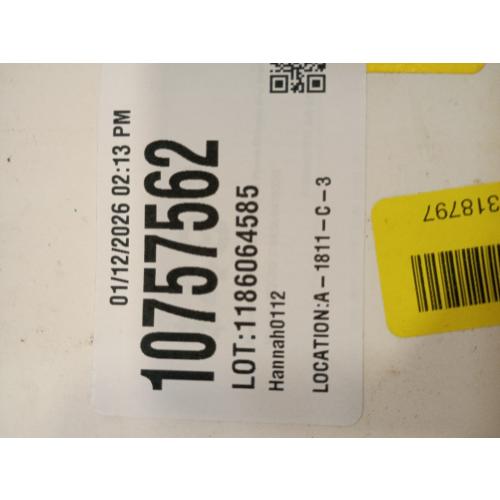 01/12/2026 02:13 PM
10757562
LOT:1186064585
Hannah0112
LOCATION:A-1811-C-3
318797